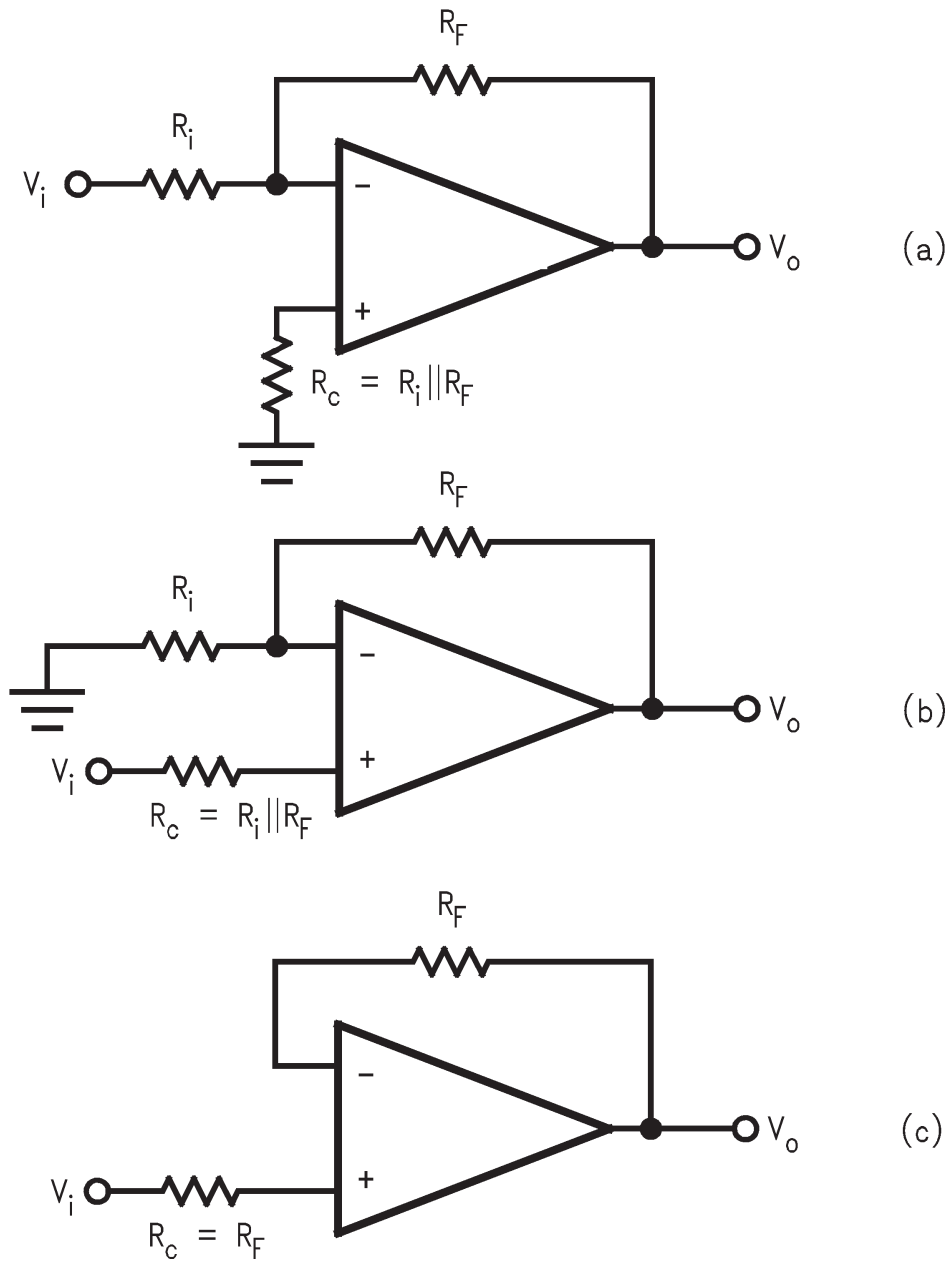 R_F
R_i
V_i
−
V_o
(a)
+
R_c = R_i||R_F
R_F
R_i
−
V_o
(b)
+
V_i
R_c = R_i||R_F
R_F
−
V_o
(c)
+
V_i
R_c = R_F